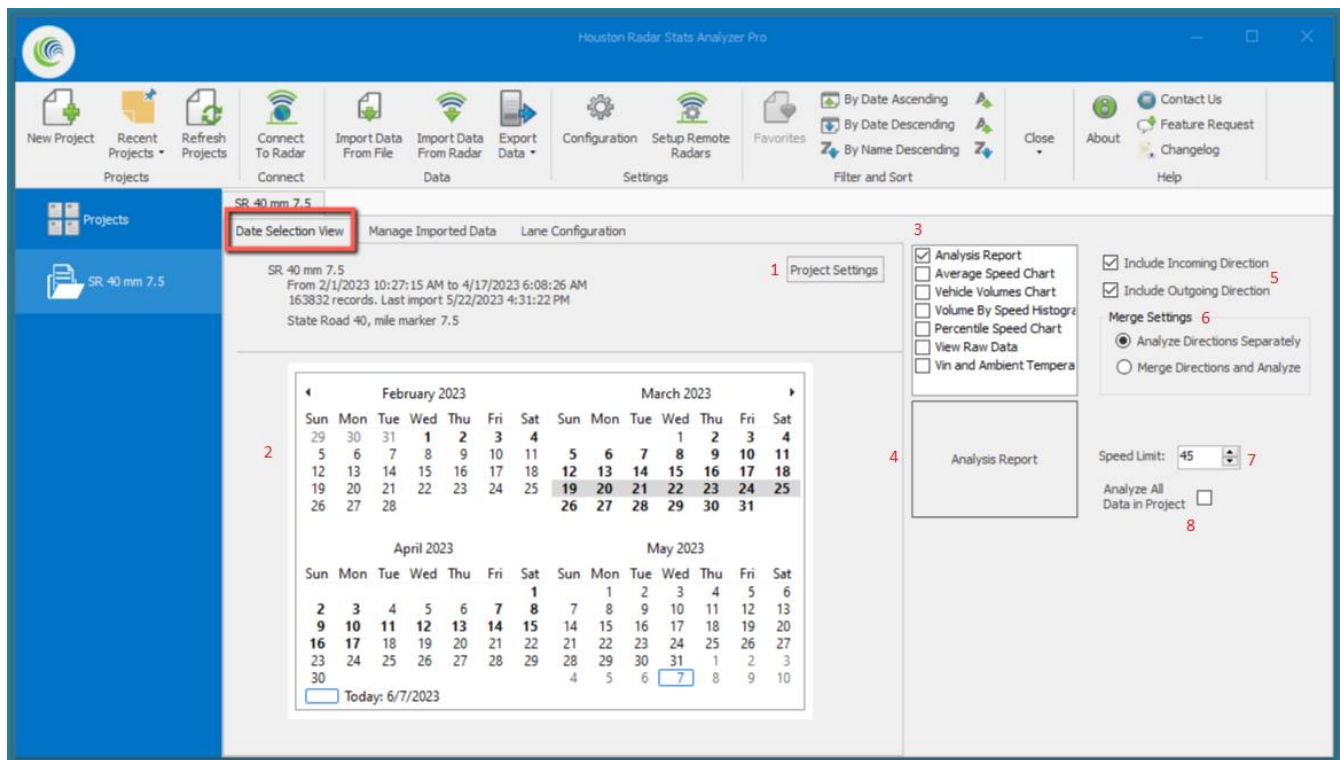 Houston Radar Stats Analyzer Pro
New Project
Recent Projects
Refresh Projects
Projects
Connect To Radar
Connect
Import Data From File
Import Data From Radar
Export Data
Data
Configuration
Setup Remote Radars
Settings
Favorites
By Date Ascending
By Date Descending
By Name Descending
Filter and Sort
Close
About
Contact Us
Feature Request
Changelog
Help
Projects
SR 40 mm 7.5
SR 40 mm 7.5
Date Selection View Manage Imported Data Lane Configuration
SR 40 mm 7.5
From 2/1/2023 10:27:15 AM to 4/17/2023 6:08:26 AM
163832 records. Last import 5/22/2023 4:31:22 PM
State Road 40, mile marker 7.5
1 Project Settings
2
February 2023
Sun Mon Tue Wed Thu Fri Sat
29 30 31 1 2 3 4
5 6 7 8 9 10 11
12 13 14 15 16 17 18
19 20 21 22 23 24 25
26 27 28
March 2023
Sun Mon Tue Wed Thu Fri Sat
1 2 3 4
5 6 7 8 9 10 11
12 13 14 15 16 17 18
19 20 21 22 23 24 25
26 27 28 29 30 31
April 2023
Sun Mon Tue Wed Thu Fri Sat
1
2 3 4 5 6 7 8
9 10 11 12 13 14 15
16 17 18 19 20 21 22
23 24 25 26 27 28 29
30
May 2023
Sun Mon Tue Wed Thu Fri Sat
1 2 3 4 5 6
7 8 9 10 11 12 13
14 15 16 17 18 19 20
21 22 23 24 25 26 27
28 29 30 31 1 2 3
4 5 6 7 8 9 10
Today: 6/7/2023
3
Analysis Report
Average Speed Chart
Vehicle Volumes Chart
Volume By Speed Histogra
Percentile Speed Chart
View Raw Data
Vin and Ambient Tempera
4
Analysis Report
Include Incoming Direction
5
Include Outgoing Direction
Merge Settings 6
Analyze Directions Separately
Merge Directions and Analyze
Speed Limit: 45 7
Analyze All
Data in Project
8